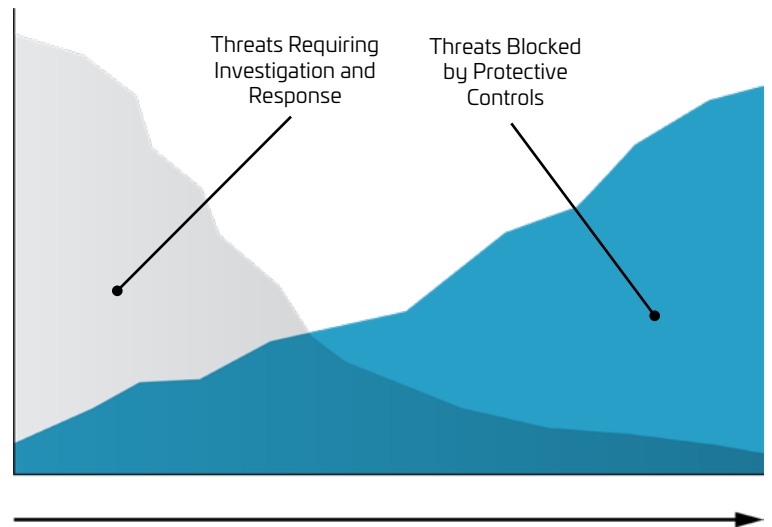 Threats Requiring
Investigation and
Response
Threats Blocked
by Protective
Controls